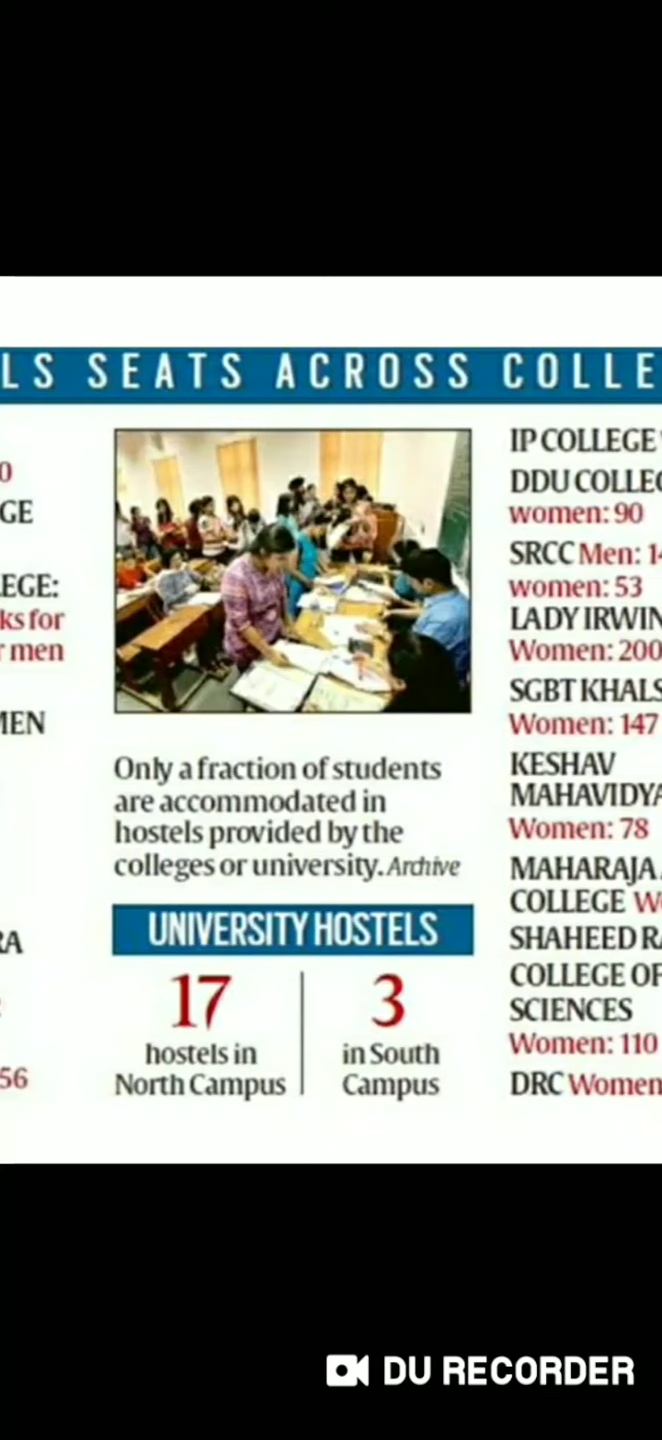 LS SEATS ACROSS COLLE
0
GE
EGE:
ks for
r men
MEN
RA
56
Only a fraction of students
are accommodated in
hostels provided by the
colleges or university. Archive
UNIVERSITY HOSTELS
17
hostels in
North Campus
3
in South
Campus
IP COLLEGE
DDU COLLEG
women: 90
SRCC Men: 14
women: 53
LADY IRWIN
Women: 200
SGBT KHALS
Women: 147
KESHAV
MAHAVIDYA
Women: 78
MAHARAJA
COLLEGE W
SHAHEED RA
COLLEGE OF
SCIENCES
Women: 110
DRC Women
DU RECORDER